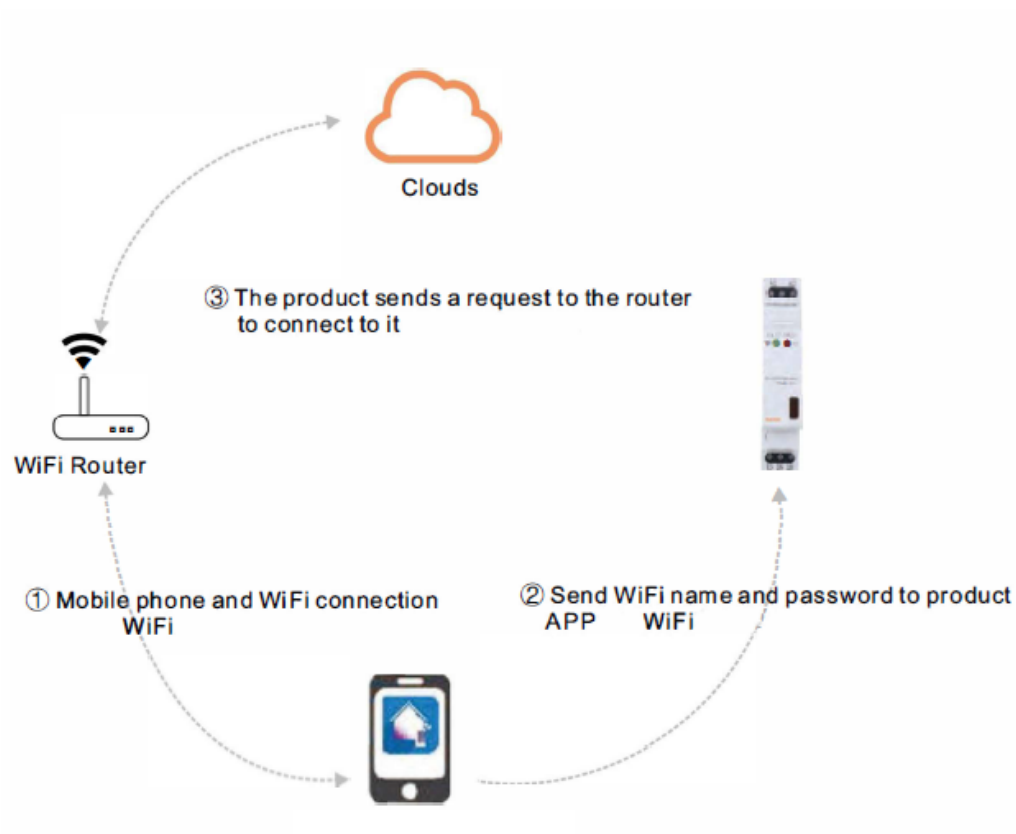 Clouds
③ The product sends a request to the router
to connect to it
WiFi Router
① Mobile phone and WiFi connection
WiFi
② Send WiFi name and password to product
APP WiFi